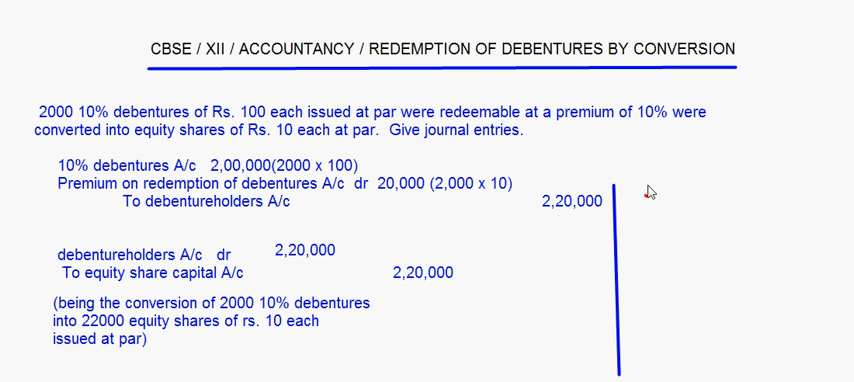 CBSE / XII / ACCOUNTANCY / REDEMPTION OF DEBENTURES BY CONVERSION
2000 10% debentures of Rs. 100 each issued at par were redeemable at a premium of 10% were
converted into equity shares of Rs. 10 each at par. Give journal entries.
10% debentures A/c 2,00,000(2000 x 100)
Premium on redemption of debentures A/c dr 20,000 (2,000 x 10)
To debentureholders A/c 2,20,000
debentureholders A/c dr 2,20,000
To equity share capital A/c 2,20,000
(being the conversion of 2000 10% debentures
into 22000 equity shares of rs. 10 each
issued at par)